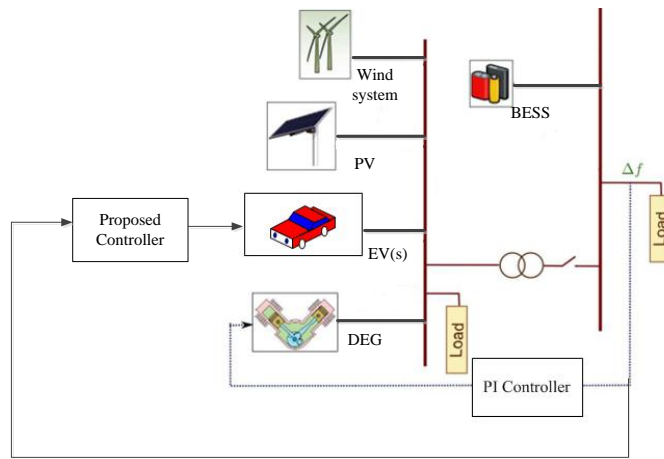 Wind
system
BESS
PV
Δf
Proposed
Controller
Load
EV(s)
DEG
Load
PI Controller